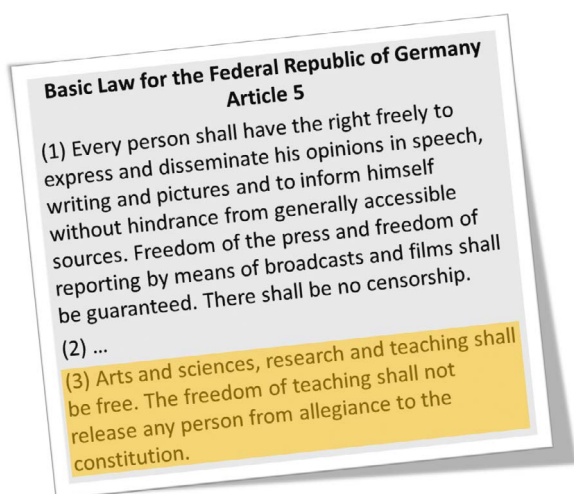 Basic Law for the Federal Republic of Germany
Article 5
(1) Every person shall have the right freely to
express and disseminate his opinions in speech,
writing and pictures and to inform himself
without hindrance from generally accessible
sources. Freedom of the press and freedom of
reporting by means of broadcasts and films shall
be guaranteed. There shall be no censorship.
(2) ...
(3) Arts and sciences, research and teaching shall
be free. The freedom of teaching shall not
release any person from allegiance to the
constitution.